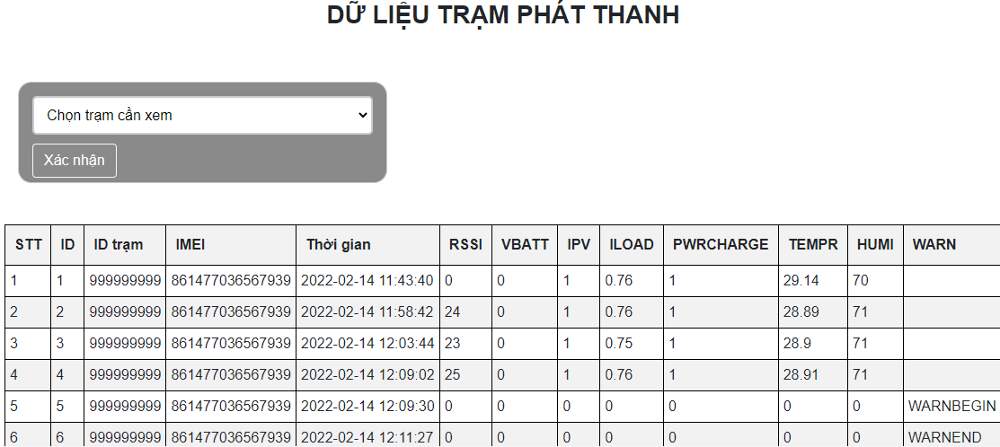 DỮ LIỆU TRẠM PHÁT THANH
Chọn trạm cần xem
Xác nhận
STT ID ID trạm IMEI Thời gian RSSI VBATT IPV ILOAD PWRCHARGE TEMPR HUMI WARN
1 1 999999999 861477036567939 2022-02-14 11:43:40 0 0 1 0.76 1 29.14 70
2 2 999999999 861477036567939 2022-02-14 11:58:42 24 0 1 0.76 1 28.89 71
3 3 999999999 861477036567939 2022-02-14 12:03:44 23 0 1 0.75 1 28.9 71
4 4 999999999 861477036567939 2022-02-14 12:09:02 25 0 1 0.76 1 28.91 71
5 5 999999999 861477036567939 2022-02-14 12:09:30 0 0 0 0 0 0 0 WARNBEGIN
6 6 999999999 861477036567939 2022-02-14 12:11:27 0 0 0 0 0 0 0 WARNEND